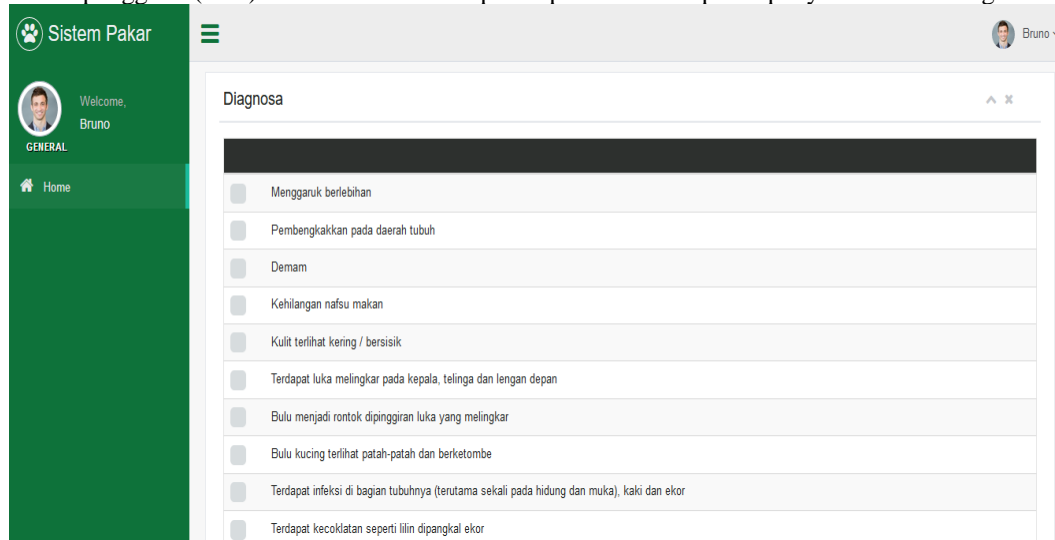 Sistem Pakar
Bruno
Welcome,
Bruno
GENERAL
Home
Diagnosa
Menggaruk berlebihan
Pembengkakkan pada daerah tubuh
Demam
Kehilangan nafsu makan
Kulit terlihat kering / bersisik
Terdapat luka melingkar pada kepala, telinga dan lengan depan
Bulu menjadi rontok dipinggiran luka yang melingkar
Bulu kucing terlihat patah-patah dan berketombe
Terdapat infeksi di bagian tubuhnya (terutama sekali pada hidung dan muka), kaki dan ekor
Terdapat kecoklatan seperti lilin dipangkal ekor